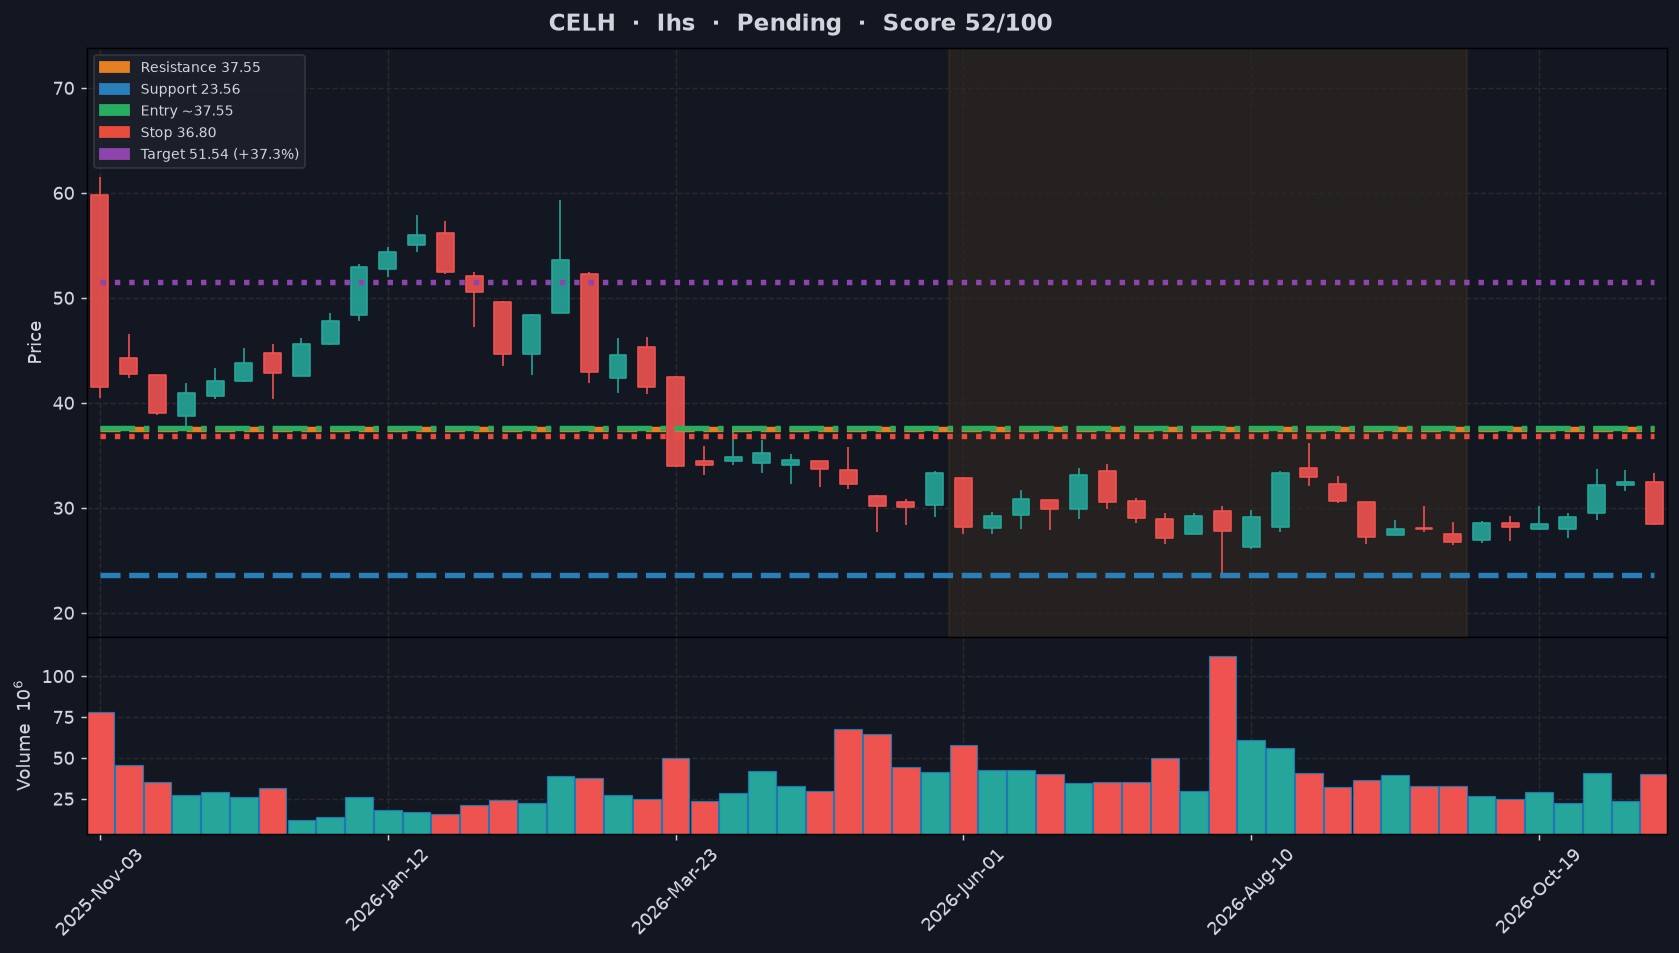 CELH · Ihs · Pending · Score 52/100
Resistance 37.55
Support 23.56
Entry ~37.55
Stop 36.80
Target 51.54 (+37.3%)
Price
70
60
50
40
30
20
Volume 10⁶
100
75
50
25
2025-Nov-03
2026-Jan-12
2026-Mar-23
2026-Jun-01
2026-Aug-10
2026-Oct-19